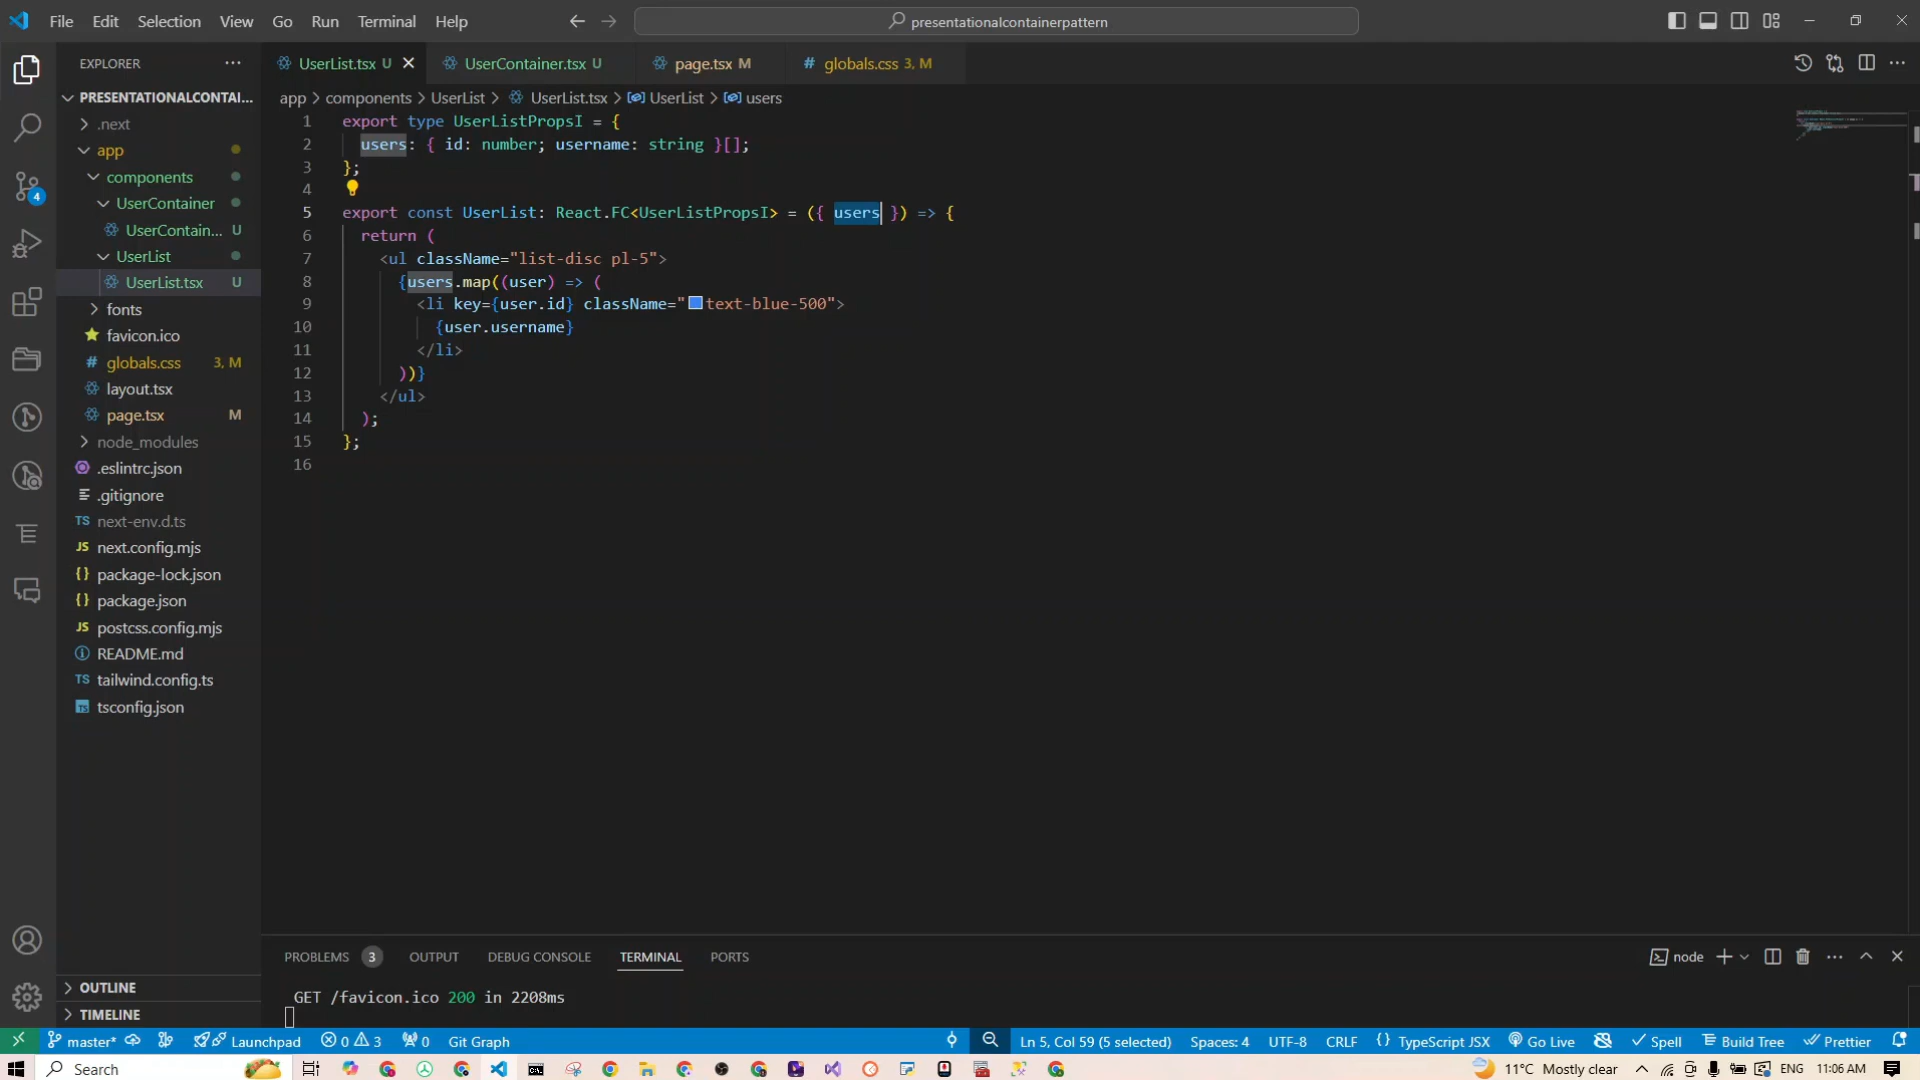 File Edit Selection View Go Run Terminal Help
presentationalcontainerpattern
EXPLORER
UserList.tsx U
UserContainer.tsx U
page.tsx M
# globals.css 3, M
PRESENTATIONALCONTAI...
app > components > UserList > UserList.tsx > UserList > users
.next
app
components
UserContainer
UserContain... U
UserList
UserList.tsx U
fonts
favicon.ico
# globals.css 3, M
layout.tsx
page.tsx M
node_modules
.eslintrc.json
.gitignore
TS next-env.d.ts
JS next.config.mjs
{} package-lock.json
{} package.json
JS postcss.config.mjs
README.md
TS tailwind.config.ts
TS tsconfig.json
4
OUTLINE
TIMELINE
1 export type UserListPropsI = {
2 users: { id: number; username: string }[];
3 };
4
5 export const UserList: React.FC<UserListPropsI> = ({ users }) => {
6 return (
7 <ul className="list-disc pl-5">
8 {users.map((user) => (
9 <li key={user.id} className="text-blue-500">
10 {user.username}
11 </li>
12 ))}
13 </ul>
14 );
15 };
16
PROBLEMS 3 OUTPUT DEBUG CONSOLE TERMINAL PORTS
node
GET /favicon.ico 200 in 2208ms
master* Launchpad 0 3 0 Git Graph Ln 5, Col 59 (5 selected) Spaces: 4 UTF-8 CRLF {} TypeScript JSX Go Live Spell Build Tree Prettier
Search 11°C Mostly clear ENG 11:06 AM